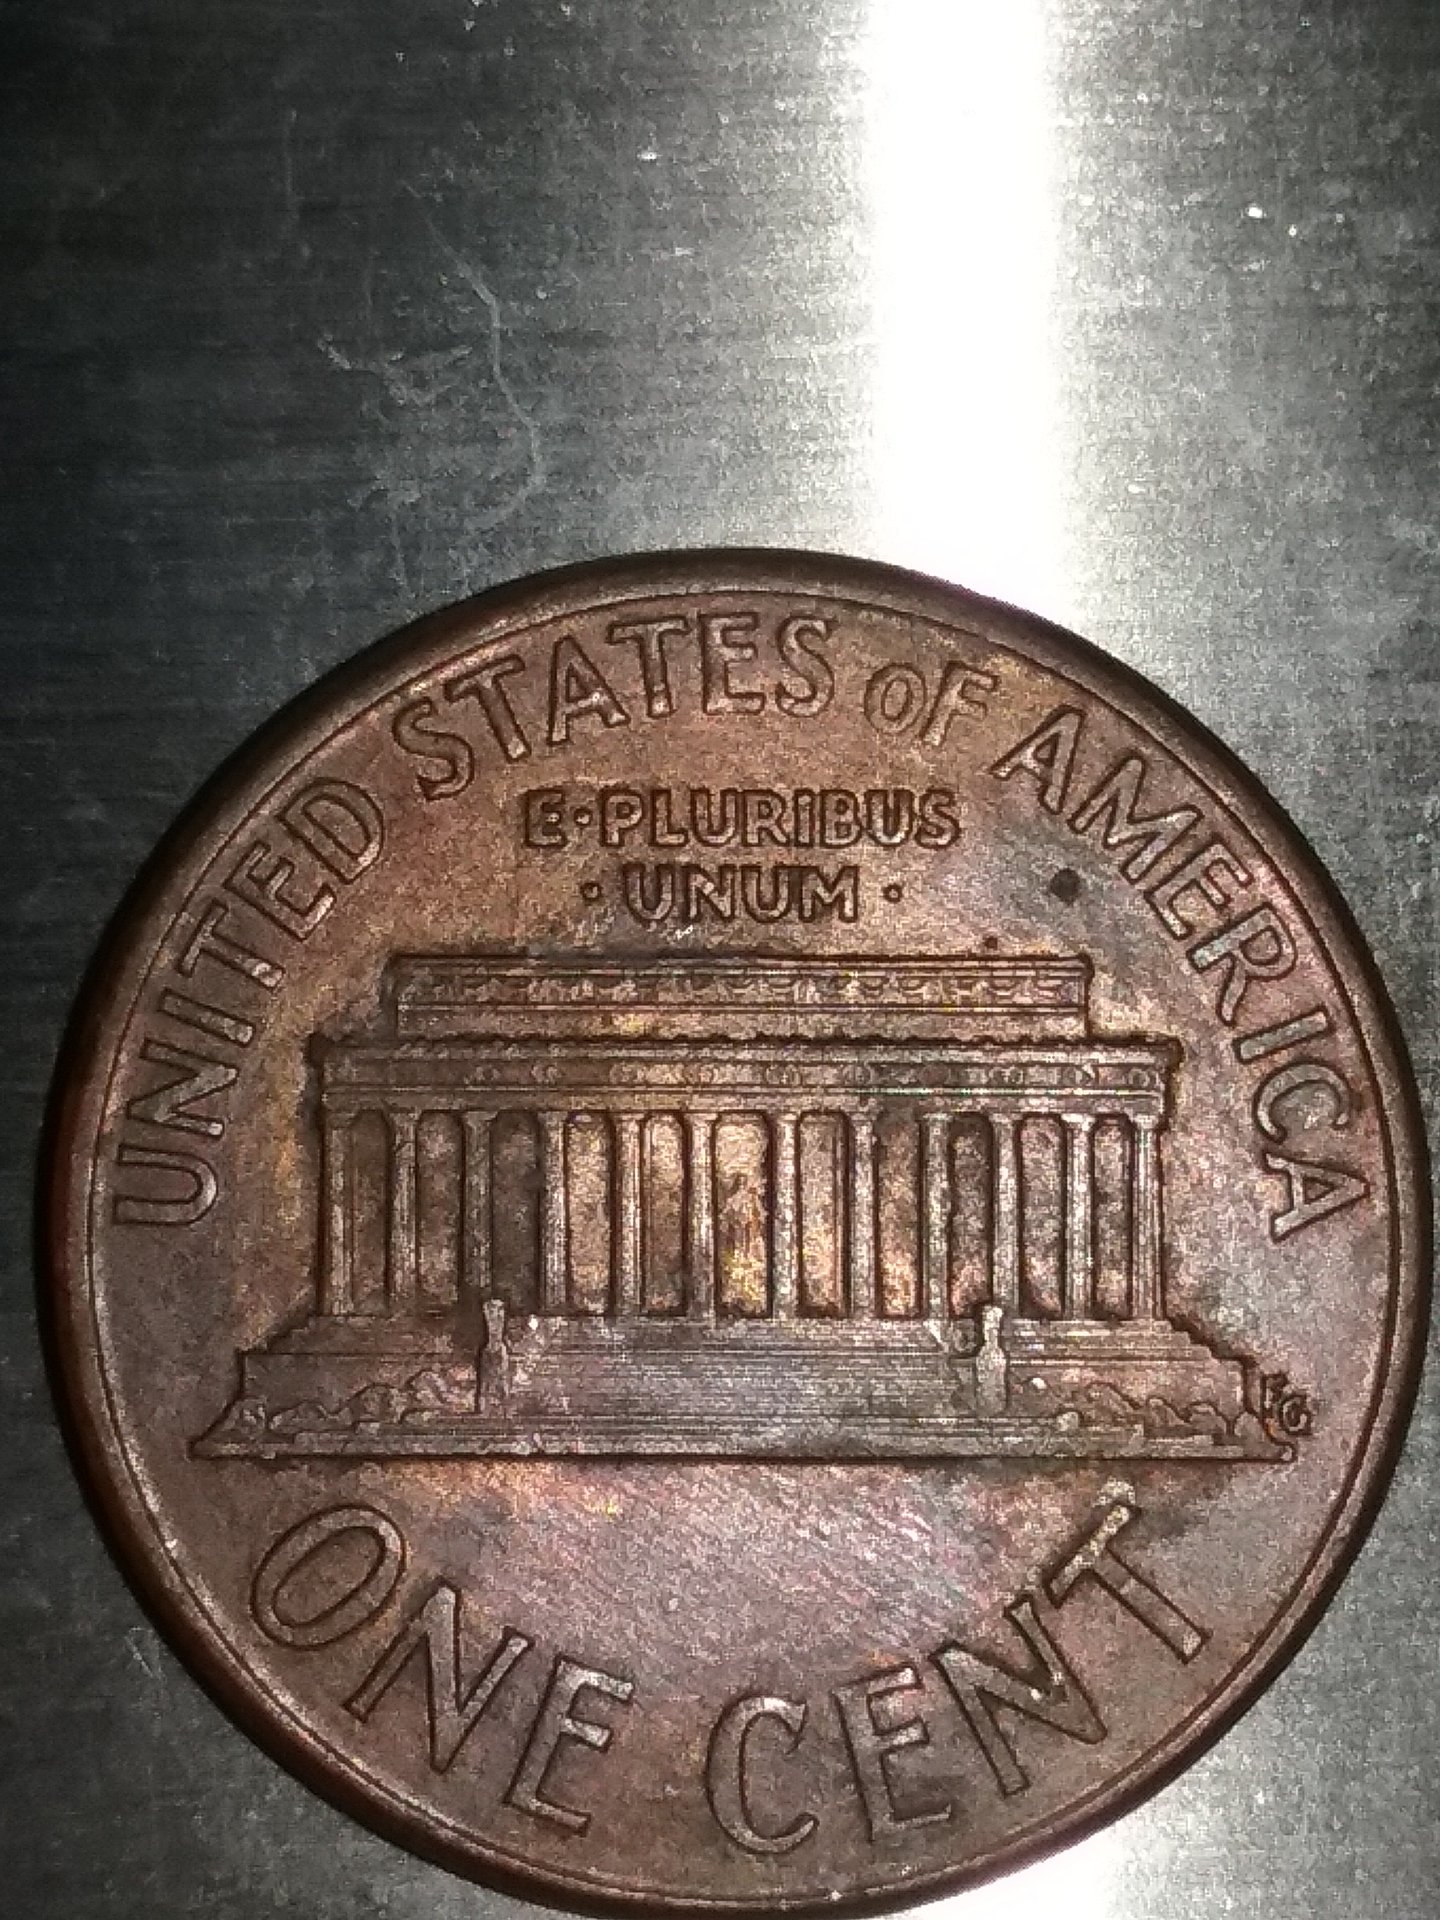 UNITED STATES OF AMERICA
E·PLURIBUS
·UNUM·
FG
ONE CENT